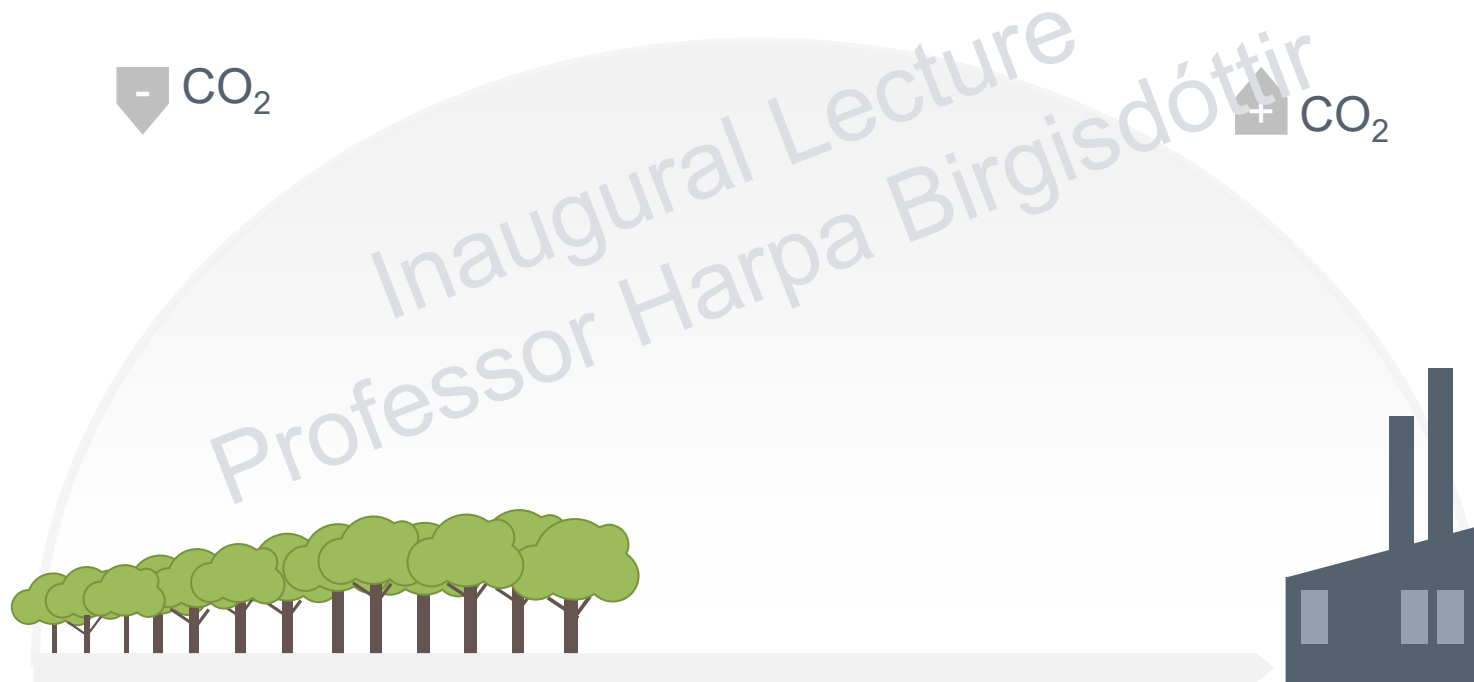 - CO₂
+ CO₂
Inaugural Lecture
Professor Harpa Birgisdóttir